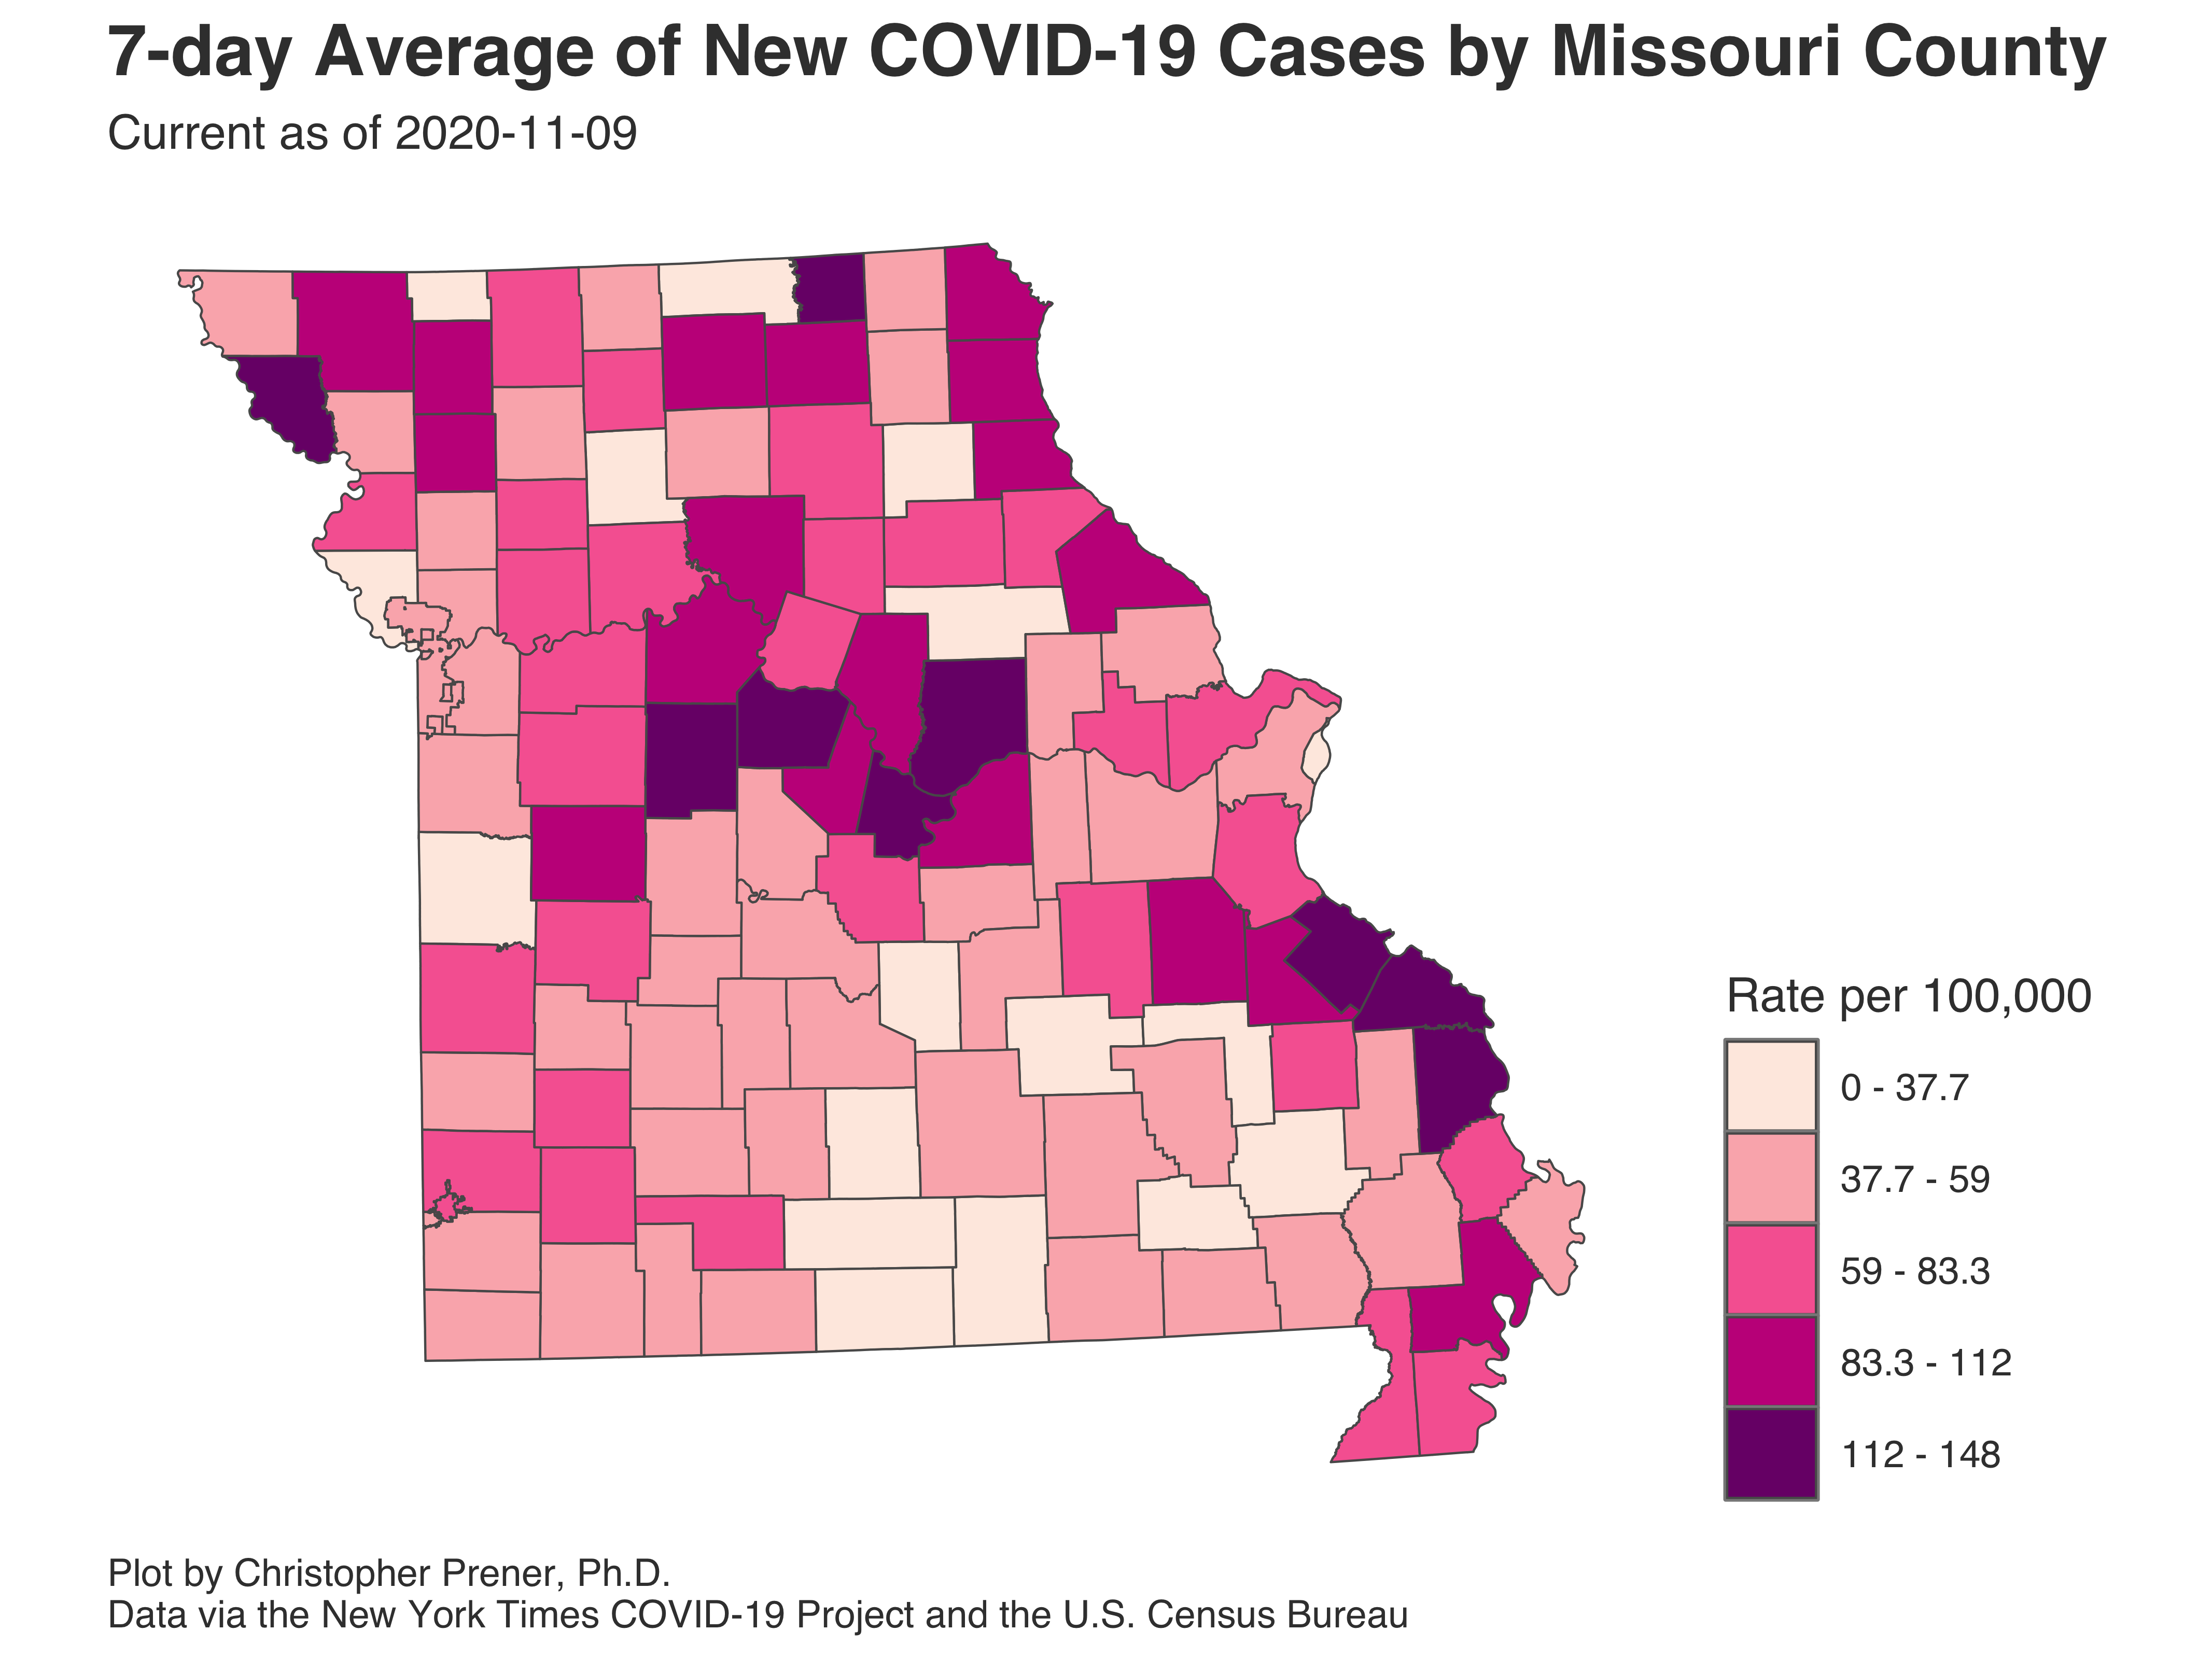 7-day Average of New COVID-19 Cases by Missouri County
Current as of 2020-11-09
Rate per 100,000
0 - 37.7
37.7 - 59
59 - 83.3
83.3 - 112
112 - 148
Plot by Christopher Prener, Ph.D.
Data via the New York Times COVID-19 Project and the U.S. Census Bureau